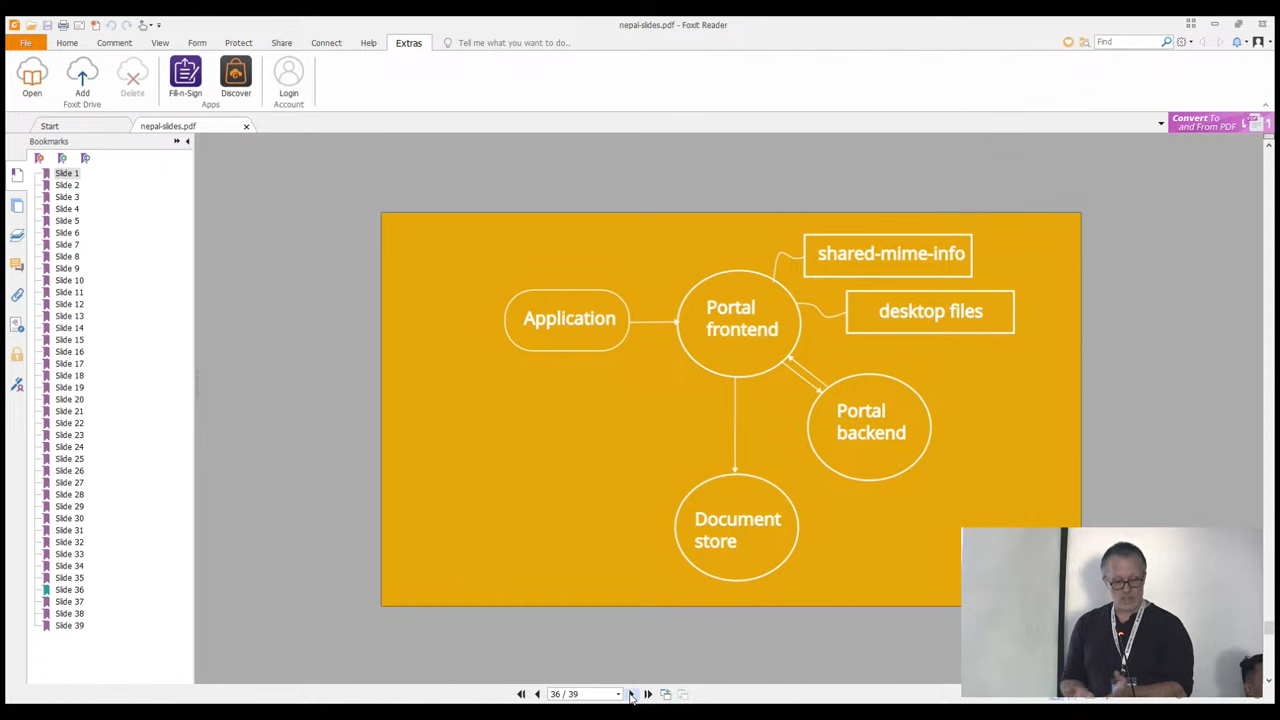 nepal-slides.pdf - Foxit Reader
File
Home
Comment
View
Form
Protect
Share
Connect
Help
Extras
Tell me what you want to do..
Find
Open
Add
Delete
Fill-n-Sign
Discover
Login
Foxit Drive
Apps
Account
Start
nepal-slides.pdf
Convert To
and From PDF
Bookmarks
Slide 1
Slide 2
Slide 3
Slide 4
Slide 5
Slide 6
Slide 7
Slide 8
Slide 9
Slide 10
Slide 11
Slide 12
Slide 13
Slide 14
Slide 15
Slide 16
Slide 17
Slide 18
Slide 19
Slide 20
Slide 21
Slide 22
Slide 23
Slide 24
Slide 25
Slide 26
Slide 27
Slide 28
Slide 29
Slide 30
Slide 31
Slide 32
Slide 33
Slide 34
Slide 35
Slide 36
Slide 37
Slide 38
Slide 39
shared-mime-info
Application
Portal
frontend
desktop files
Portal
backend
Document
store
36 / 39